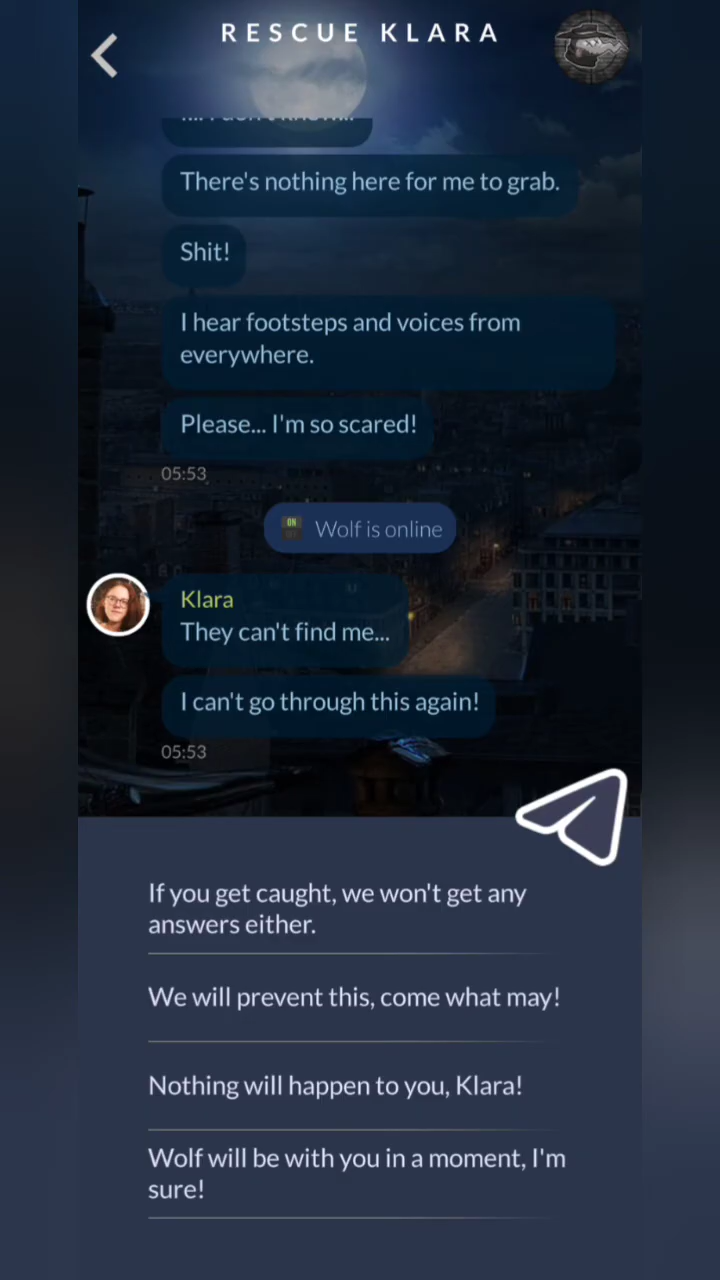 RESCUE KLARA
There's nothing here for me to grab.
Shit!
I hear footsteps and voices from
everywhere.
Please... I'm so scared!
05:53
ON
Wolf is online
Klara
They can't find me...
I can't go through this again!
05:53
If you get caught, we won't get any
answers either.
We will prevent this, come what may!
Nothing will happen to you, Klara!
Wolf will be with you in a moment, I'm
sure!